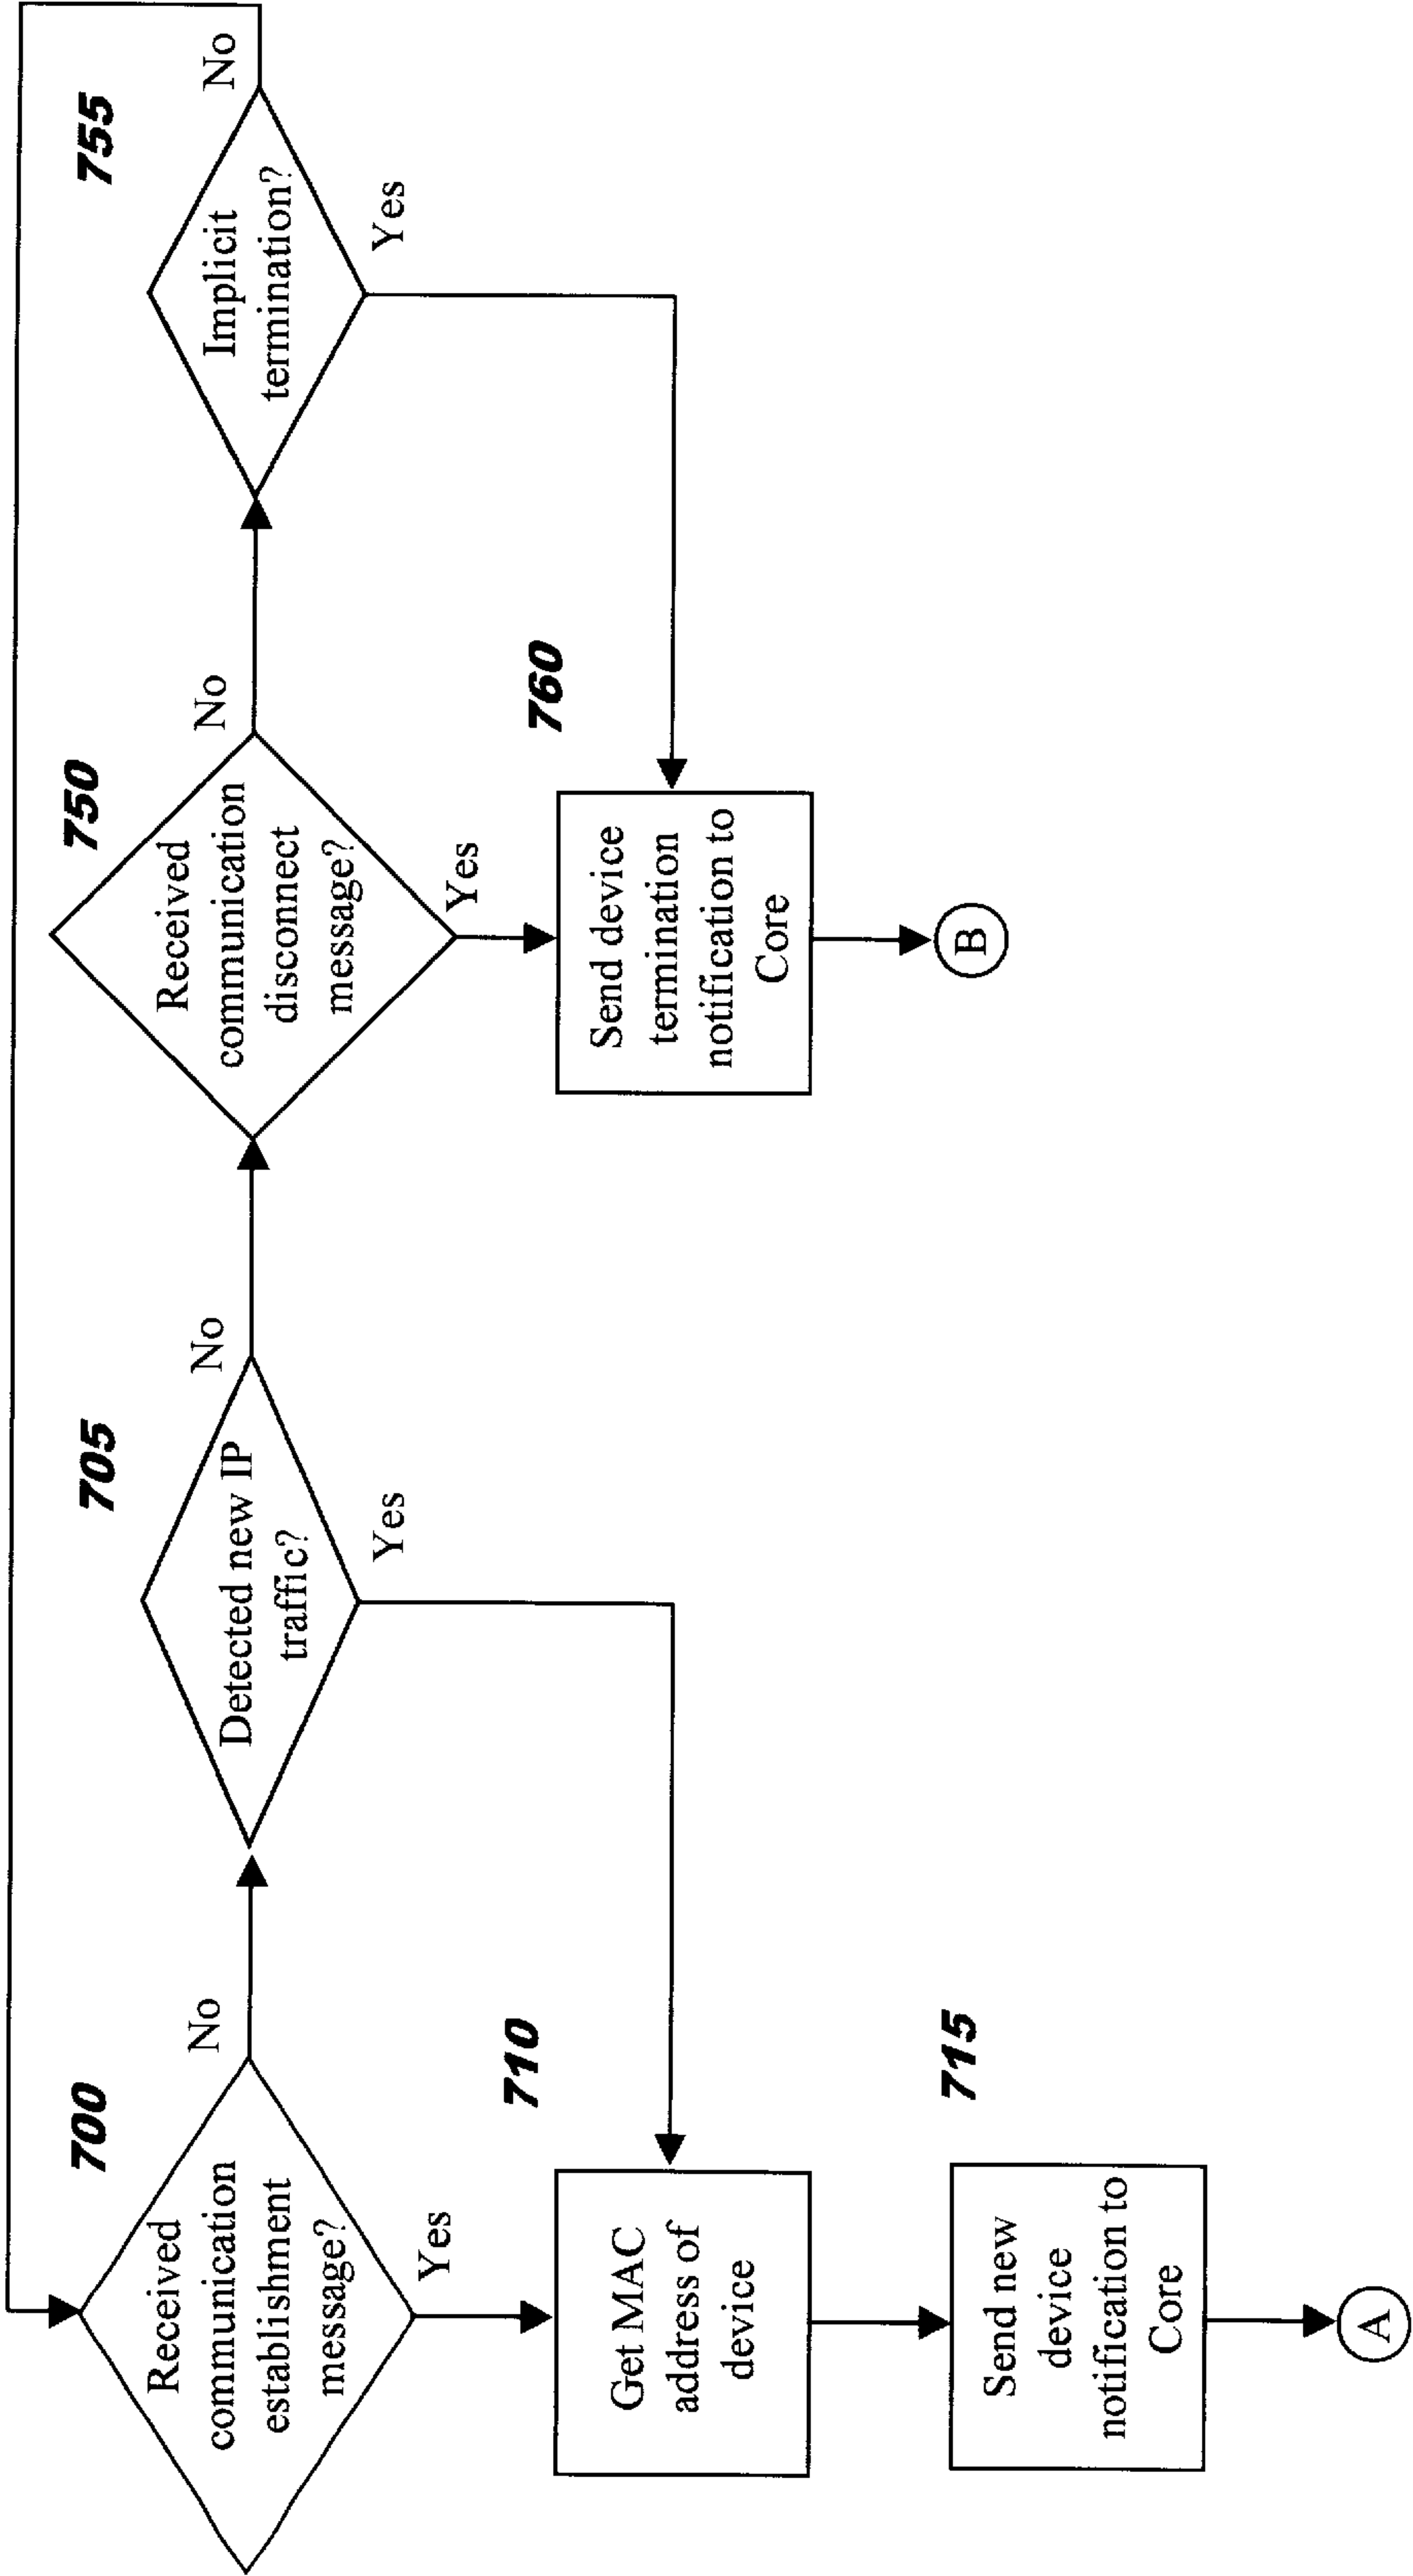 700
Received
communication
establishment
message?
No
Yes
705
Detected new IP
traffic?
No
Yes
750
Received
communication
disconnect
message?
No
Yes
755
Implicit
termination?
No
Yes
710
Get MAC
address of
device
760
Send device
termination
notification to
Core
B
715
Send new
device
notification to
Core
A